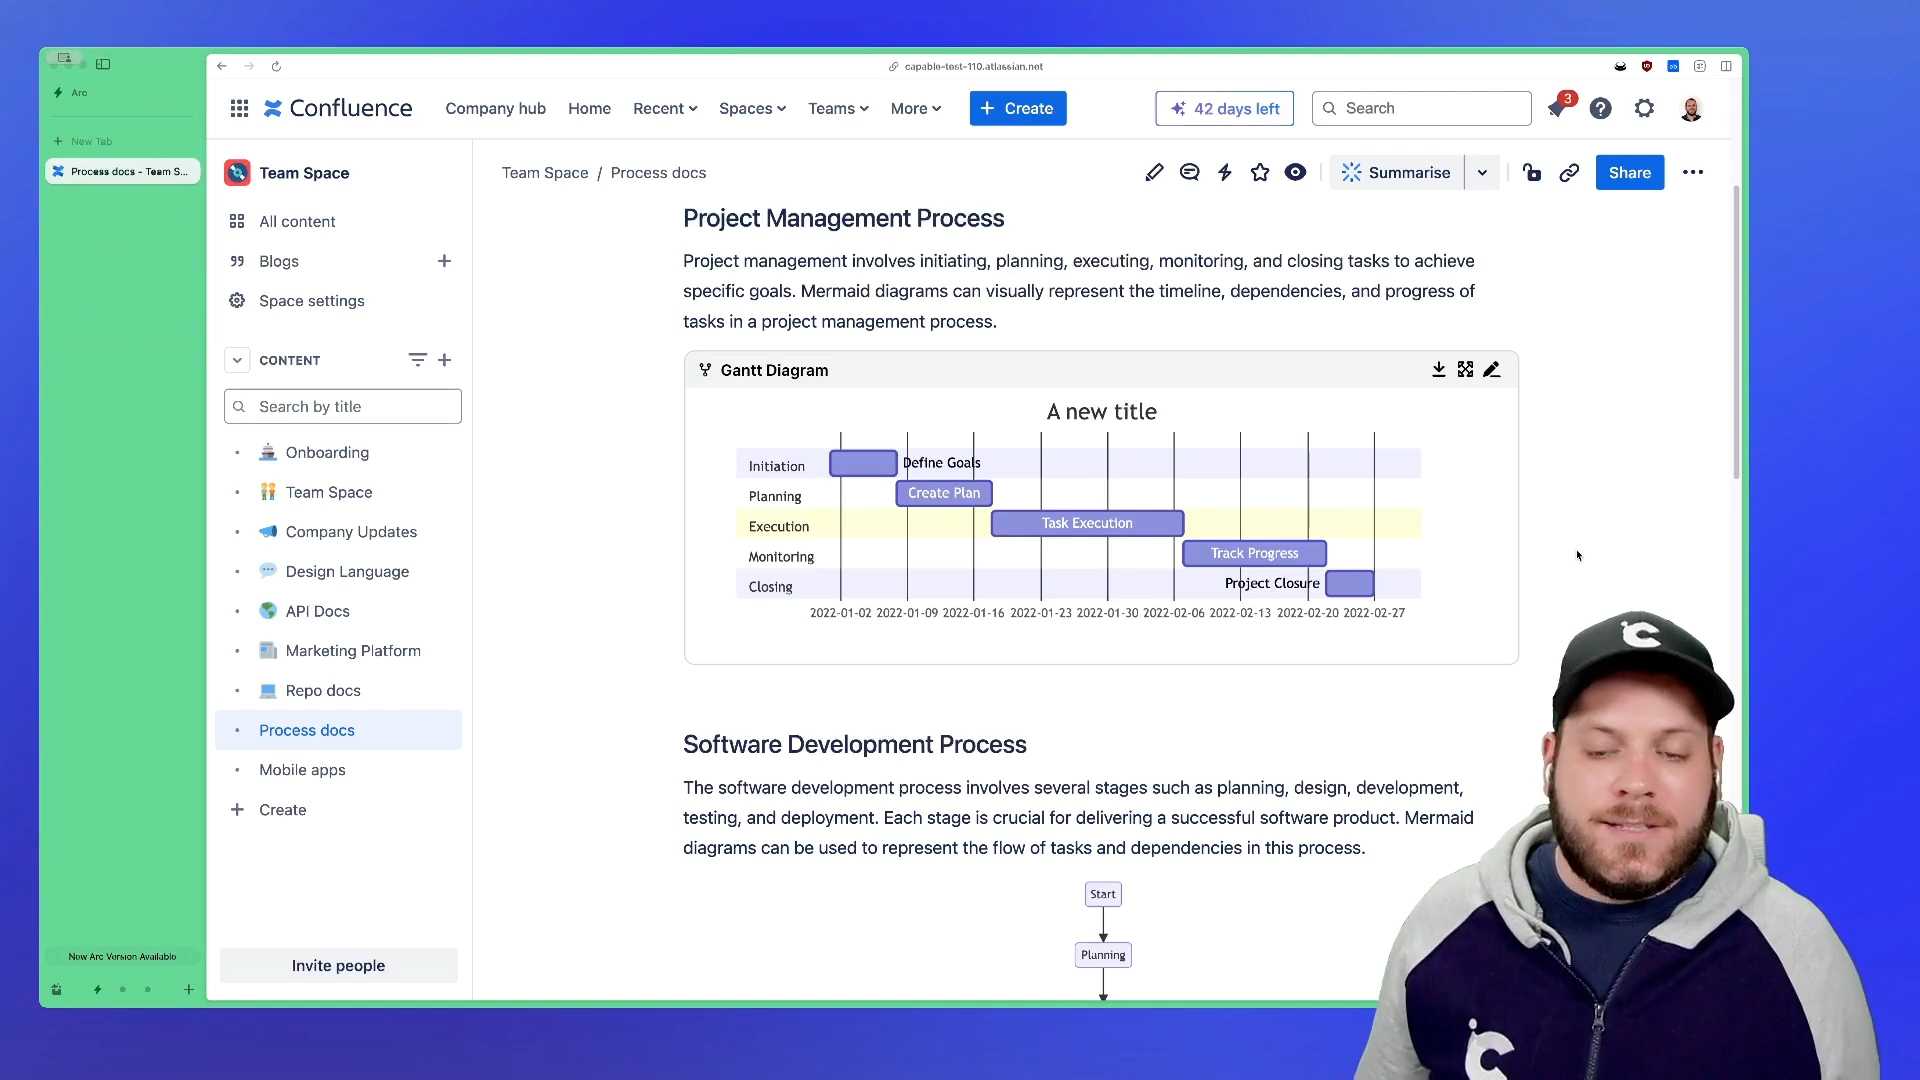 Arc
New Tab
Process docs - Team S...
New Arc Version Available
capable-test-110.atlassian.net
Confluence
Company hub
Home
Recent
Spaces
Teams
More
+ Create
42 days left
Search
3
Team Space
All content
Blogs
Space settings
CONTENT
Search by title
Onboarding
Team Space
Company Updates
Design Language
API Docs
Marketing Platform
Repo docs
Process docs
Mobile apps
Create
Invite people
Team Space / Process docs
Summarise
Share
Project Management Process
Project management involves initiating, planning, executing, monitoring, and closing tasks to achieve
specific goals. Mermaid diagrams can visually represent the timeline, dependencies, and progress of
tasks in a project management process.
Gantt Diagram
A new title
Initiation
Define Goals
Planning
Create Plan
Execution
Task Execution
Monitoring
Track Progress
Closing
Project Closure
2022-01-02 2022-01-09 2022-01-16 2022-01-23 2022-01-30 2022-02-06 2022-02-13 2022-02-20 2022-02-27
Software Development Process
The software development process involves several stages such as planning, design, development,
testing, and deployment. Each stage is crucial for delivering a successful software product. Mermaid
diagrams can be used to represent the flow of tasks and dependencies in this process.
Start
Planning
C
C